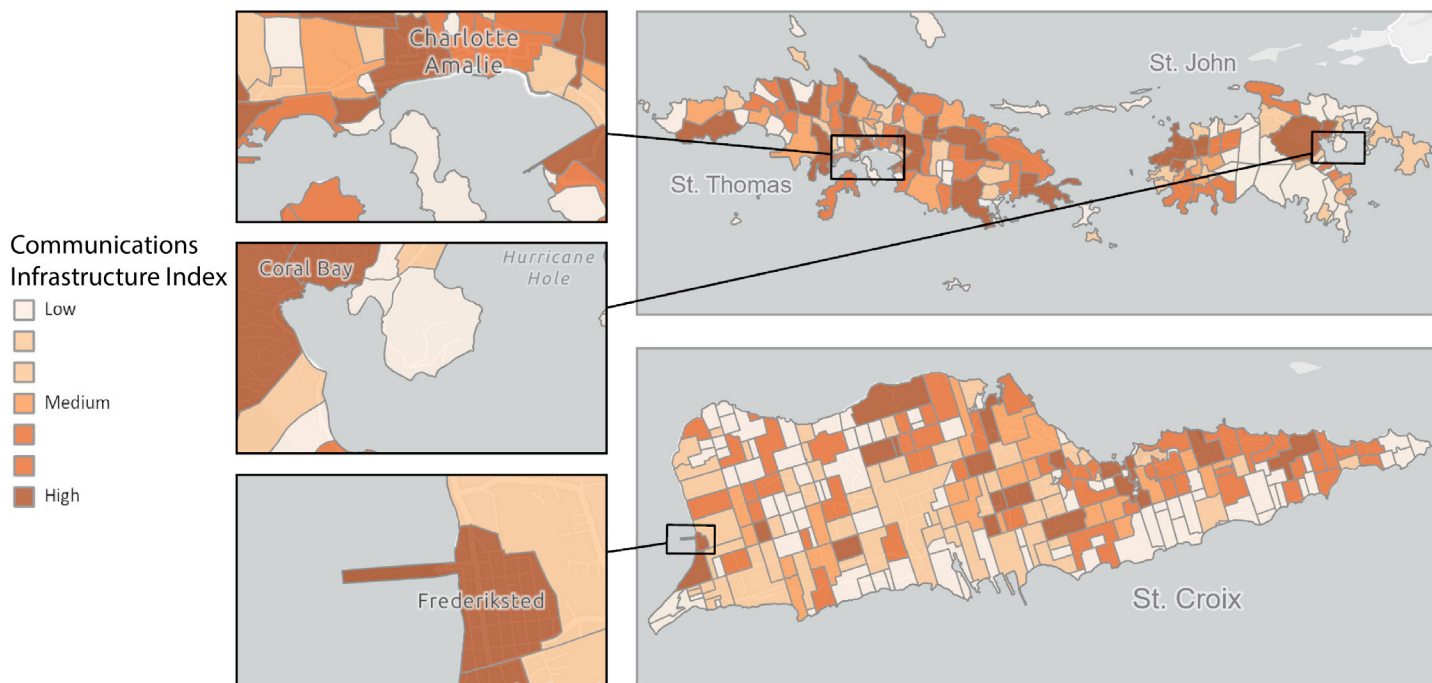 Communications
Infrastructure Index
Low
Medium
High
Charlotte
Amalie
Coral Bay
Hurricane
Hole
Frederiksted
St. John
St. Thomas
St. Croix